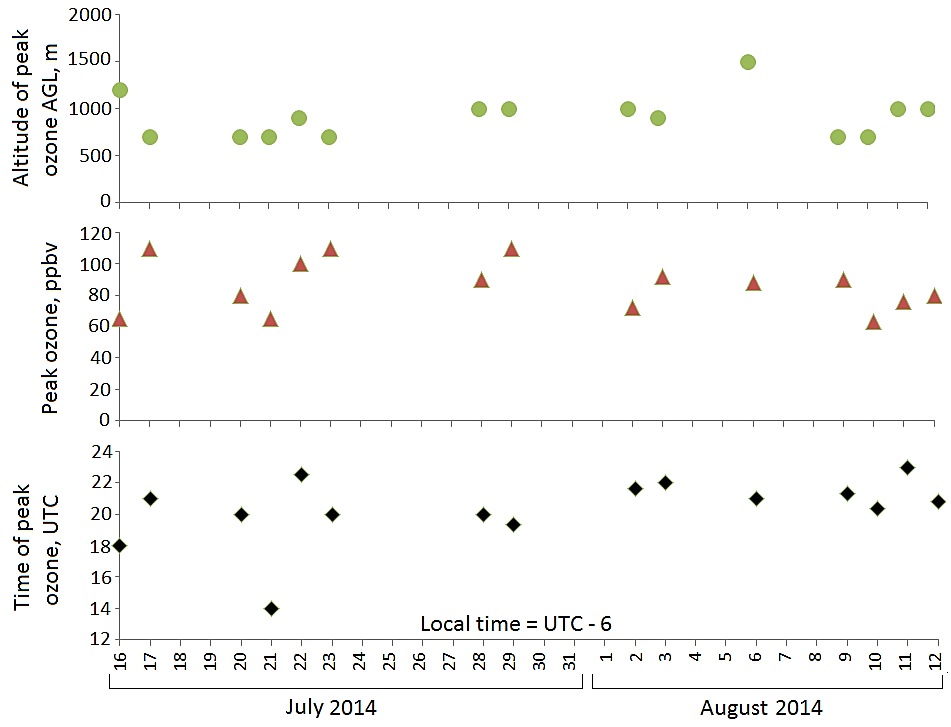 Altitude of peak
ozone AGL, m
2000
1500
1000
500
0
Peak ozone, ppbv
120
100
80
60
40
20
0
Time of peak
ozone, UTC
24
22
20
18
16
14
12
Local time = UTC - 6
16 17 18 19 20 21 22 23 24 25 26 27 28 29 30 31 1 2 3 4 5 6 7 8 9 10 11 12
July 2014 August 2014